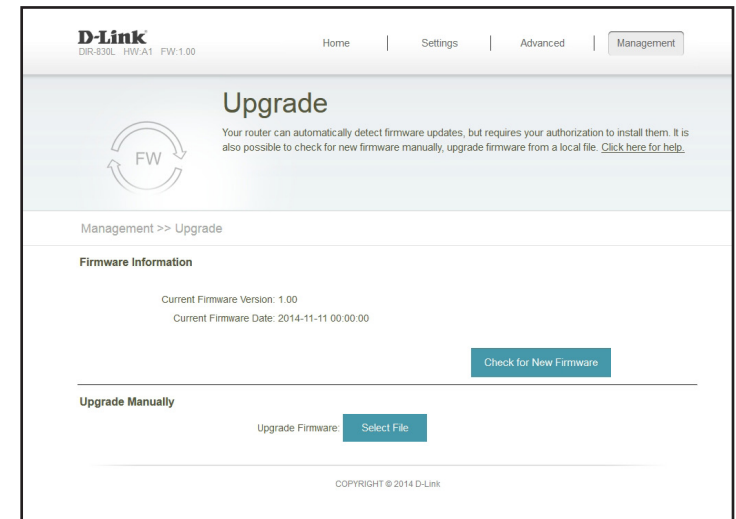 D-Link
DIR-830L HW:A1 FW:1.00
Home
Settings
Advanced
Management
Upgrade
Your router can automatically detect firmware updates, but requires your authorization to install them. It is
also possible to check for new firmware manually, upgrade firmware from a local file. Click here for help.
FW
Management >> Upgrade
Firmware Information
Current Firmware Version: 1.00
Current Firmware Date: 2014-11-11 00:00:00
Check for New Firmware
Upgrade Manually
Upgrade Firmware: Select File
COPYRIGHT © 2014 D-Link